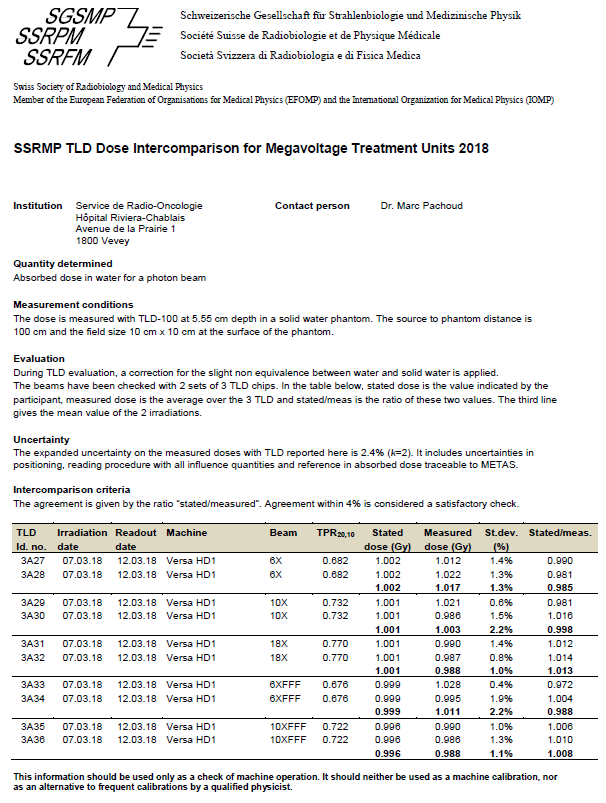 SGSMP
SSRPM
SSRFM
Schweizerische Gesellschaft für Strahlenbiologie und Medizinische Physik
Société Suisse de Radiobiologie et de Physique Médicale
Società Svizzera di Radiobiologia e di Fisica Medica
Swiss Society of Radiobiology and Medical Physics
Member of the European Federation of Organisations for Medical Physics (EFOMP) and the International Organization for Medical Physics (IOMP)
SSRMP TLD Dose Intercomparison for Megavoltage Treatment Units 2018
Institution Service de Radio-Oncologie Contact person Dr. Marc Pachoud
Hôpital Riviera-Chablais
Avenue de la Prairie 1
1800 Vevey
Quantity determined
Absorbed dose in water for a photon beam
Measurement conditions
The dose is measured with TLD-100 at 5.55 cm depth in a solid water phantom. The source to phantom distance is
100 cm and the field size 10 cm x 10 cm at the surface of the phantom.
Evaluation
During TLD evaluation, a correction for the slight non equivalence between water and solid water is applied.
The beams have been checked with 2 sets of 3 TLD chips. In the table below, stated dose is the value indicated by the
participant, measured dose is the average over the 3 TLD and stated/meas is the ratio of these two values. The third line
gives the mean value of the 2 irradiations.
Uncertainty
The expanded uncertainty on the measured doses with TLD reported here is 2.4% (k=2). It includes uncertainties in
positioning, reading procedure with all influence quantities and reference in absorbed dose traceable to METAS.
Intercomparison criteria
The agreement is given by the ratio "stated/measured". Agreement within 4% is considered a satisfactory check.
TLD Irradiation Readout Machine Beam TPR20,10 Stated Measured St.dev. Stated/meas.
Id. no. date date dose (Gy) dose (Gy) (%)
3A27 07.03.18 12.03.18 Versa HD1 6X 0.682 1.002 1.012 1.4% 0.990
3A28 07.03.18 12.03.18 Versa HD1 6X 0.682 1.002 1.022 1.3% 0.981
1.002 1.017 1.3% 0.985
3A29 07.03.18 12.03.18 Versa HD1 10X 0.732 1.001 1.021 0.6% 0.981
3A30 07.03.18 12.03.18 Versa HD1 10X 0.732 1.001 0.986 1.5% 1.016
1.001 1.003 2.2% 0.998
3A31 07.03.18 12.03.18 Versa HD1 18X 0.770 1.001 0.990 1.4% 1.012
3A32 07.03.18 12.03.18 Versa HD1 18X 0.770 1.001 0.987 0.8% 1.014
1.001 0.988 1.0% 1.013
3A33 07.03.18 12.03.18 Versa HD1 6XFFF 0.676 0.999 1.028 0.4% 0.972
3A34 07.03.18 12.03.18 Versa HD1 6XFFF 0.676 0.999 0.995 1.9% 1.004
0.999 1.011 2.2% 0.988
3A35 07.03.18 12.03.18 Versa HD1 10XFFF 0.722 0.996 0.990 1.0% 1.006
3A36 07.03.18 12.03.18 Versa HD1 10XFFF 0.722 0.996 0.986 1.3% 1.010
0.996 0.988 1.1% 1.008
This information should be used only as a check of machine operation. It should neither be used as a machine calibration, nor
as an alternative to frequent calibrations by a qualified physicist.